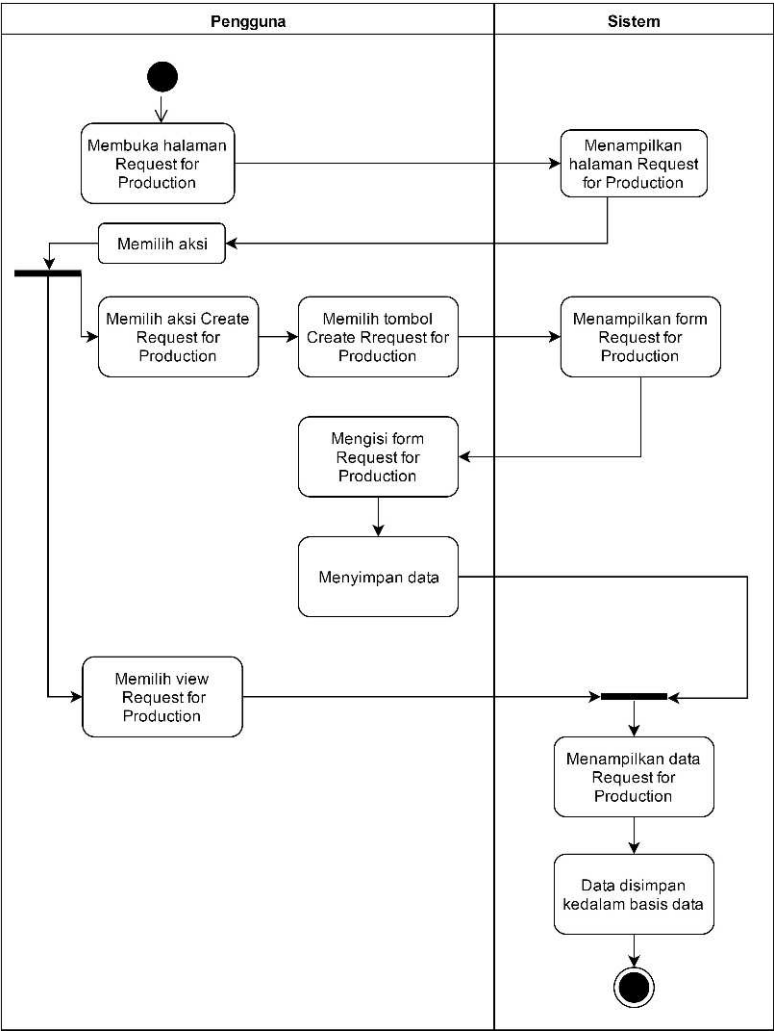 Pengguna
Sistem
Membuka halaman
Request for
Production
Menampilkan
halaman Request
for Production
Memilih aksi
Memilih aksi Create
Request for
Production
Memilih tombol
Create Rrequest for
Production
Menampilkan form
Request for
Production
Mengisi form
Request for
Production
Menyimpan data
Memilih view
Request for
Production
Menampilkan data
Request for
Production
Data disimpan
kedalam basis data